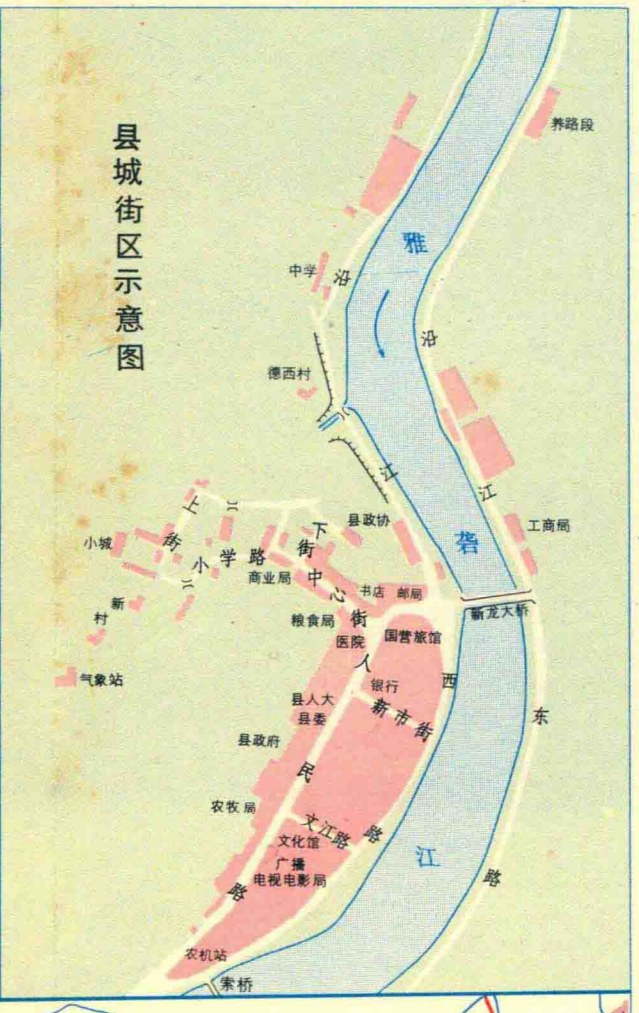 县城街区示意图
养路段
雅砻江
中学
沿江西路
沿江东路
德西村
上街
下街
县政协
小城
小学路
商业局
中心街
书店
邮局
工商局
新龙大桥
新村
粮食局
医院
国营旅馆
气象站
人民路
银行
新市街
县人大
县委
县政府
农牧局
文江路
文化馆
广播
电视电影局
农机站
索桥